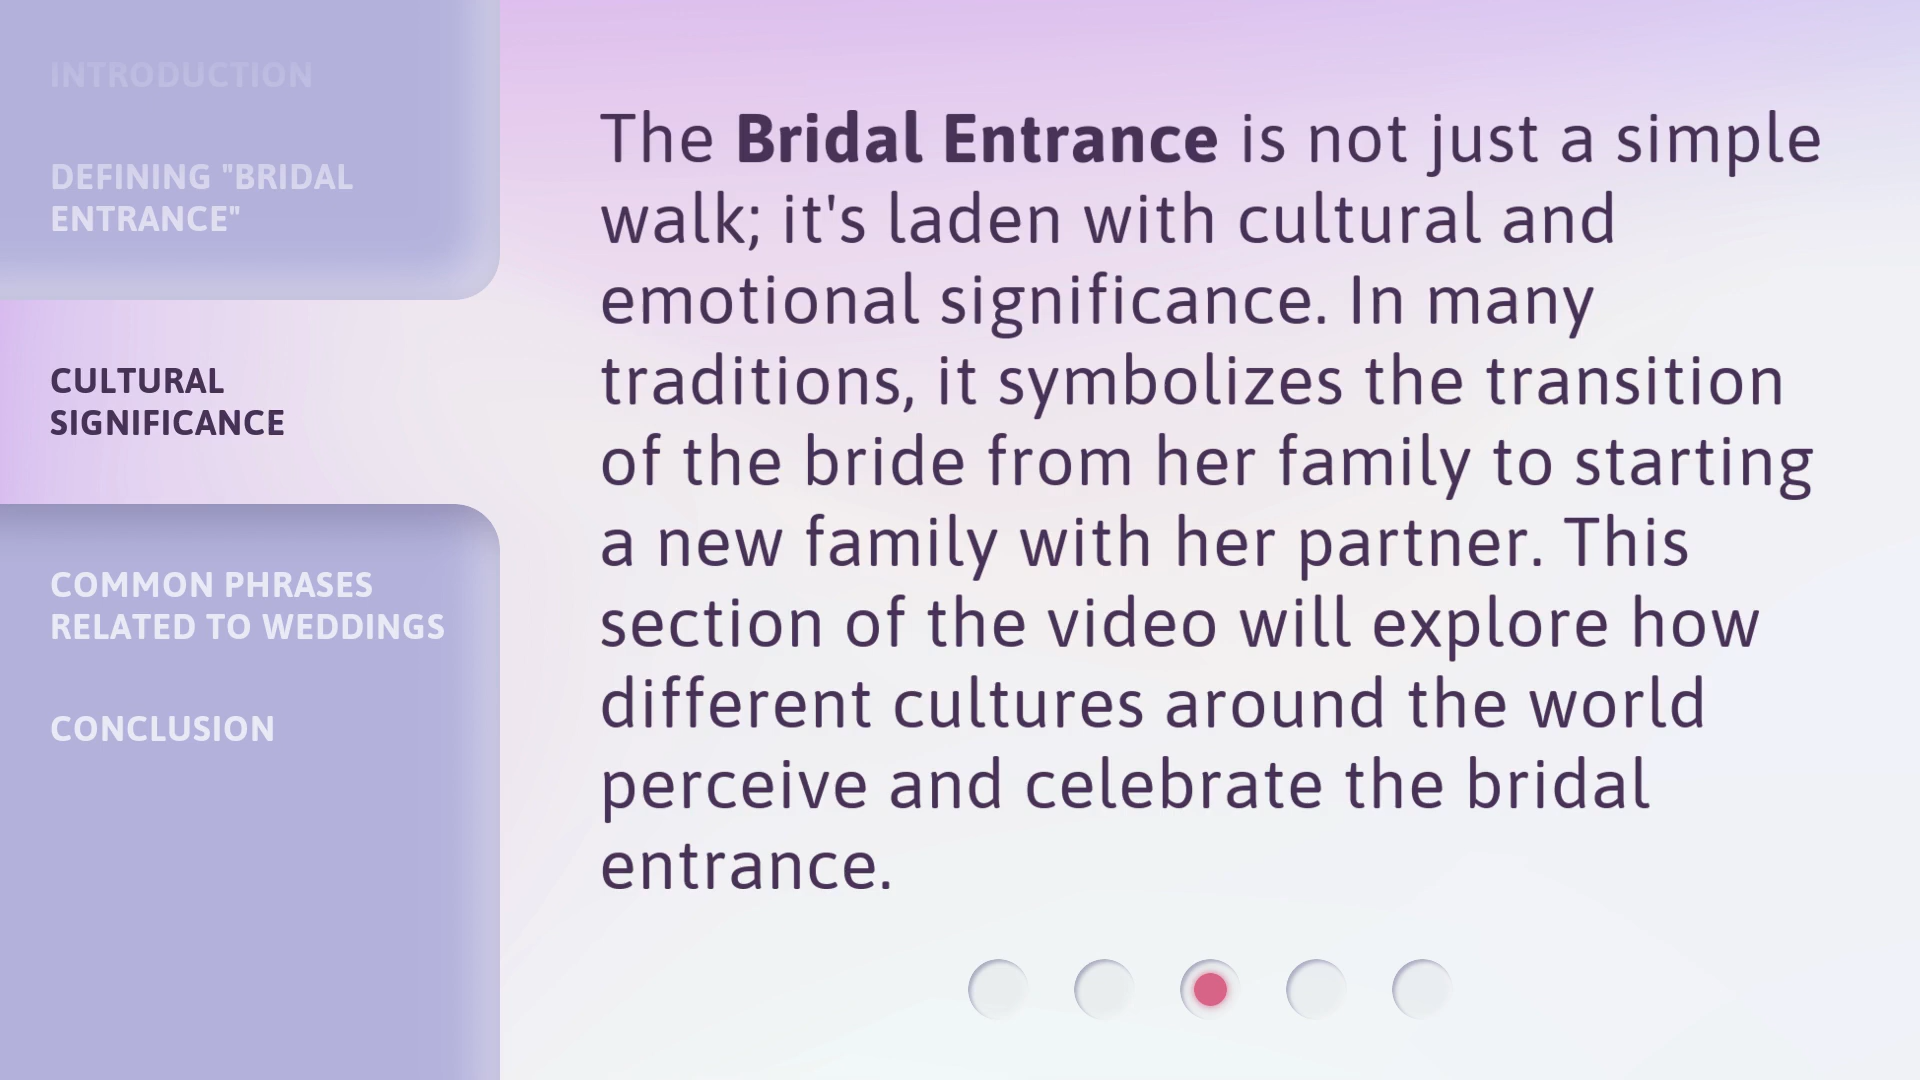 INTRODUCTION
DEFINING "BRIDAL
ENTRANCE"
CULTURAL
SIGNIFICANCE
COMMON PHRASES
RELATED TO WEDDINGS
CONCLUSION
The Bridal Entrance is not just a simple
walk; it's laden with cultural and
emotional significance. In many
traditions, it symbolizes the transition
of the bride from her family to starting
a new family with her partner. This
section of the video will explore how
different cultures around the world
perceive and celebrate the bridal
entrance.